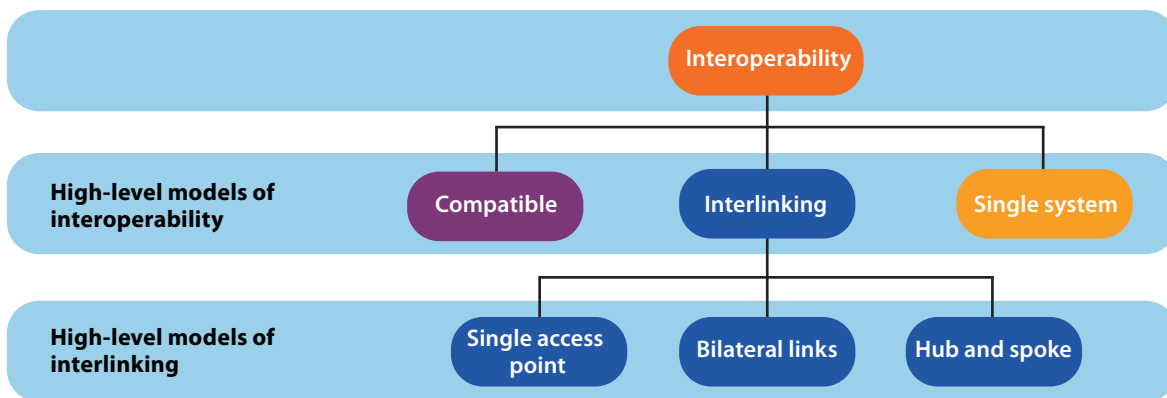 Interoperability
High-level models of
interoperability
Compatible
Interlinking
Single system
High-level models of
interlinking
Single access
point
Bilateral links
Hub and spoke